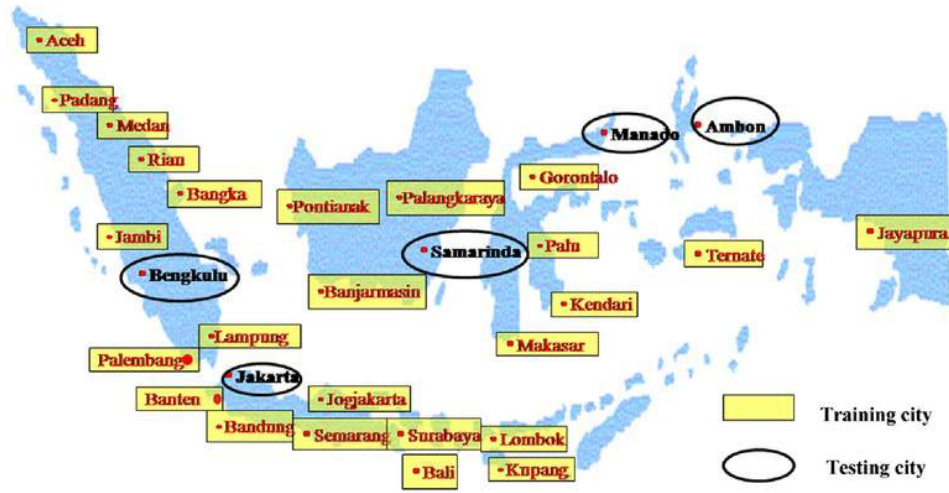 Aceh
Padang
Medan
Rian
Bangka
Jambi
Bengkulu
Lampung
Palembang
Jakarta
Banten
Bandung
Jogjakarta
Semarang
Surabaya
Lombok
Bali
Kupang
Pontianak
Palangkaraya
Samarinda
Banjarmasin
Manado
Ambon
Gorontalo
Palu
Ternate
Jayapura
Kendari
Makasar
Training city
Testing city